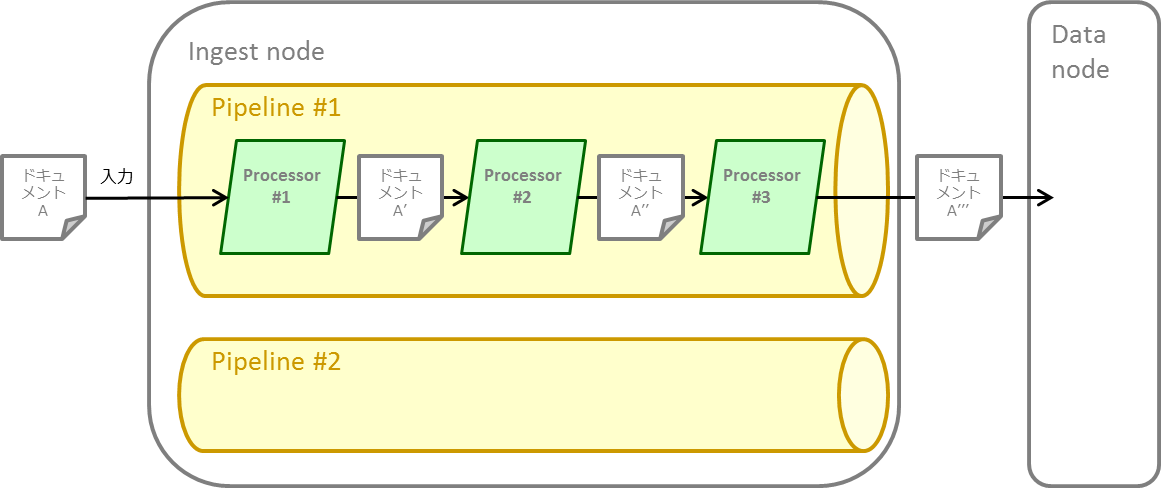 Ingest node
Data
node
Pipeline #1
ドキュ
メント
A
入力
Processor
#1
ドキュ
メント
A’
Processor
#2
ドキュ
メント
A’’
Processor
#3
ドキュ
メント
A’’’
Pipeline #2